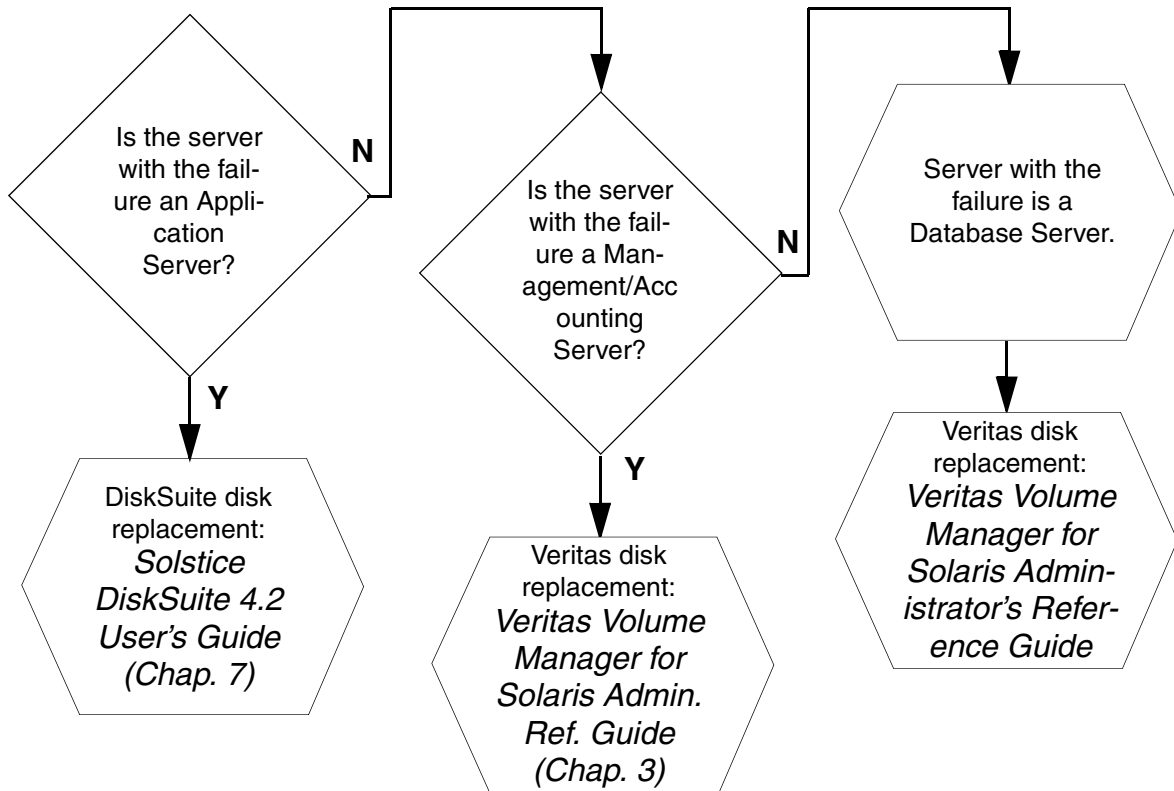 Is the server
with the fail-
ure an Appli-
cation
Server?
N
Y
DiskSuite disk
replacement:
Solstice
DiskSuite 4.2
User’s Guide
(Chap. 7)
Is the server
with the fail-
ure a Man-
agement/Acc
ounting
Server?
N
Y
Veritas disk
replacement:
Veritas Volume
Manager for
Solaris Admin.
Ref. Guide
(Chap. 3)
Server with the
failure is a
Database Server.
Veritas disk
replacement:
Veritas Volume
Manager for
Solaris Admin-
istrator’s Refer-
ence Guide